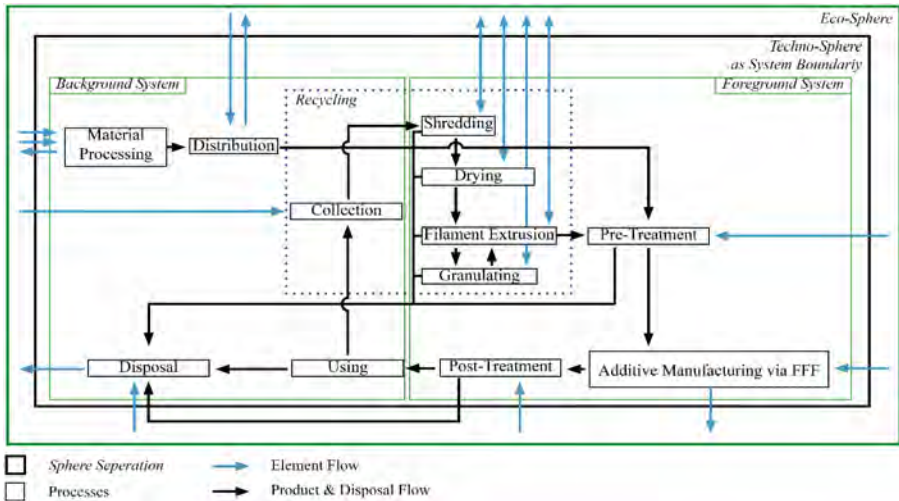 Eco-Sphere
Techno-Sphere
as System Boundarly
Background System
Foreground System
Recycling
Shredding
Material
Processing
Distribution
Drying
Collection
Filament Extrusion
Pre-Treatment
Granulating
Disposal
Using
Post-Treatment
Additive Manufacturing via FFF
Sphere Seperation
Element Flow
Processes
Product & Disposal Flow